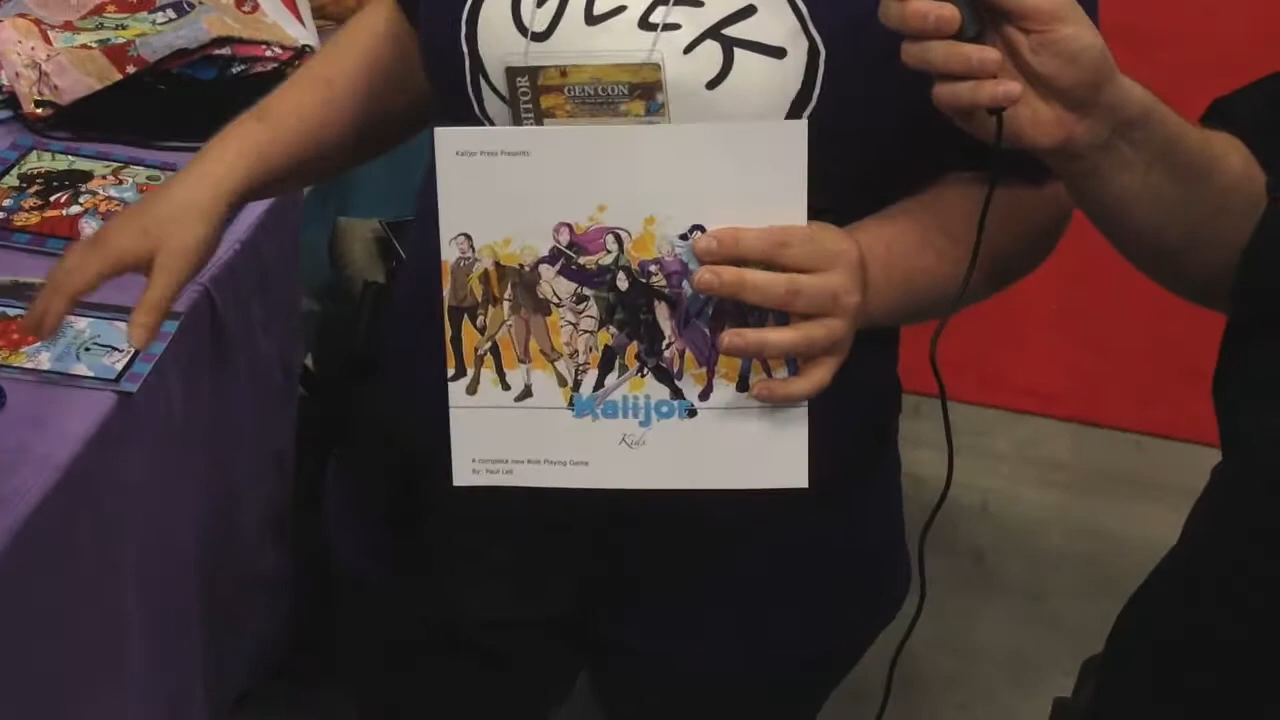 GEEK
GEN CON
Kalijor Press Presents:
Kalijor
Kids
A complete new Role Playing Game
By: Paul Lell